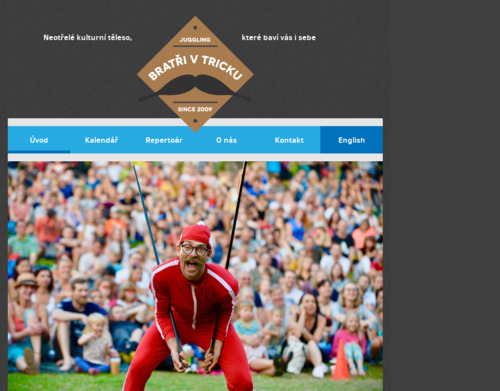 Neotřelé kulturní těleso,
JUGGLING
BRATŘI V TRICKU
SINCE 2009
které baví vás i sebe
Úvod
Kalendář
Repertoár
O nás
Kontakt
English